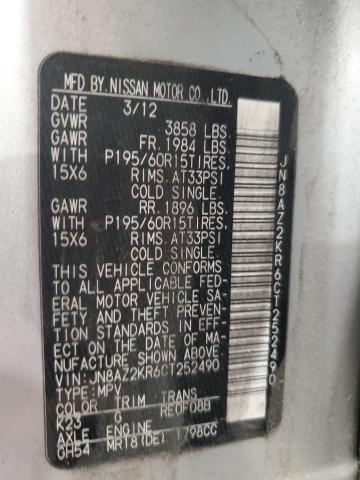 MFD BY NISSAN MOTOR CO., LTD.
DATE 3/12
GVWR 3858 LBS.
GAWR FR. 1984 LBS.
WITH P195/60R15TIRES,
15X6 RIMS. AT33PSI
COLD SINGLE.
GAWR RR. 1896 LBS.
WITH P195/60R15TIRES,
15X6 RIMS. AT33PSI
COLD SINGLE.
THIS VEHICLE CONFORMS
TO ALL APPLICABLE FED-
ERAL MOTOR VEHICLE SA-
FETY AND THEFT PREVEN-
TION STANDARDS IN EFF-
ECT ON THE DATE OF MA-
NUFACTURE SHOWN ABOVE.
VIN: JN8AZ2KR6CT252490
TYPE: MPV
COLOR TRIM TRANS
K23 G RE0F08B
AXLE ENGINE
GH54 MR18(DE) 1798CC
JN8AZ2KR6CT252490